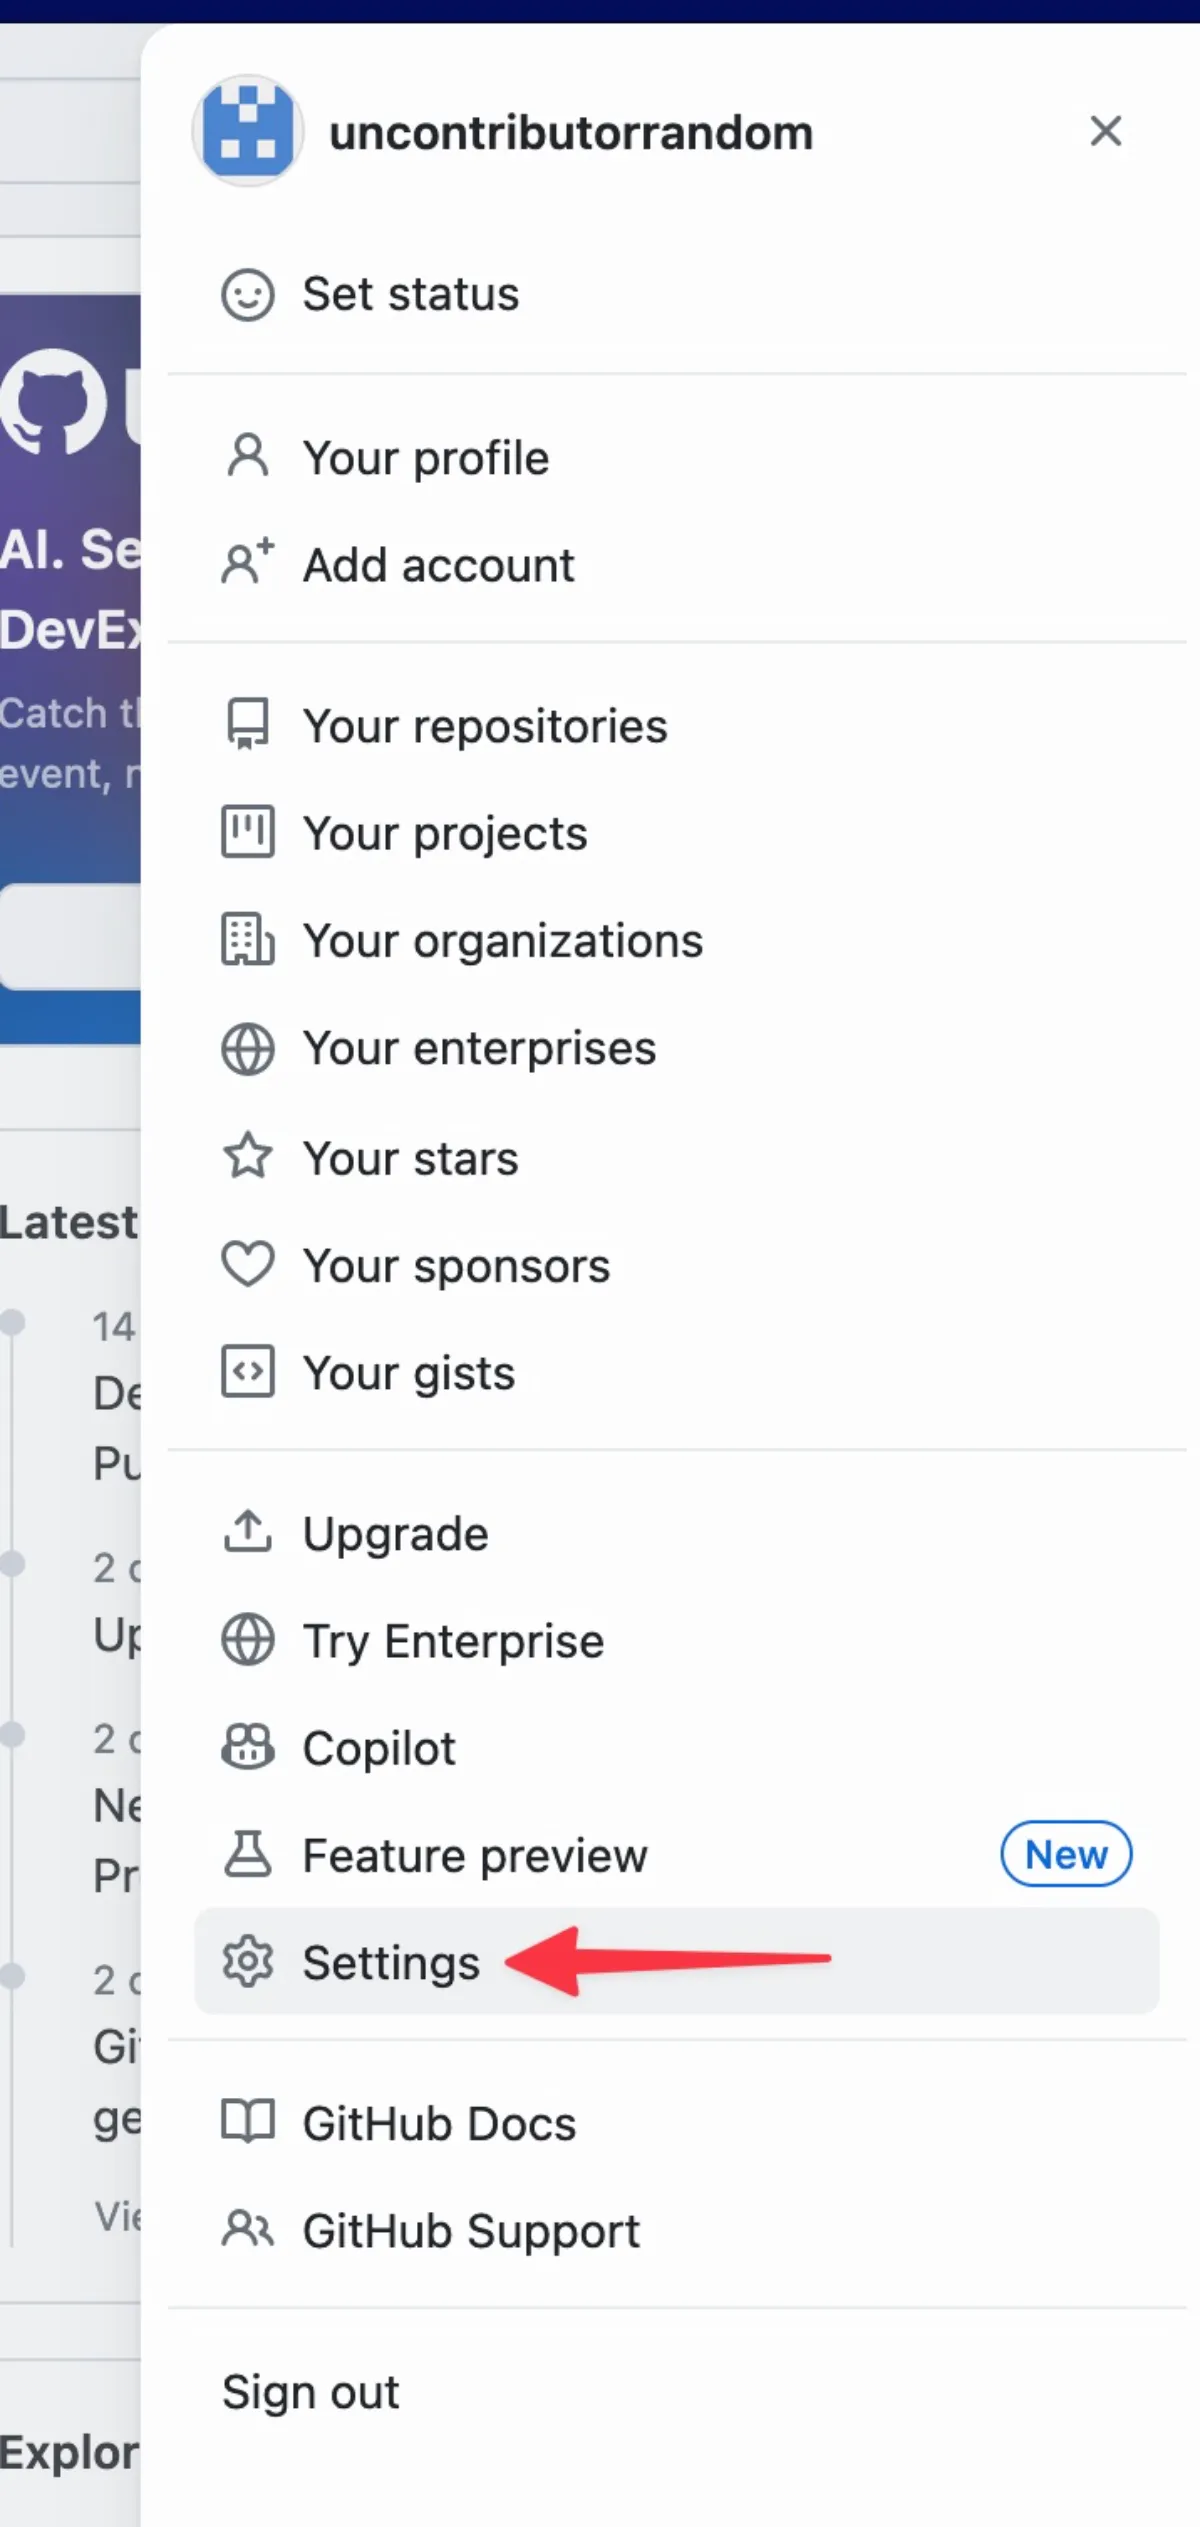 uncontributorrandom
Set status
Your profile
Add account
Your repositories
Your projects
Your organizations
Your enterprises
Your stars
Your sponsors
Your gists
Upgrade
Try Enterprise
Copilot
Feature preview New
Settings
GitHub Docs
GitHub Support
Sign out
AI. Se
DevEx
Catch th
event, r
Latest
14
De
Pu
2 d
Up
2 d
Ne
Pr
2 d
Git
ge
Vie
Explor